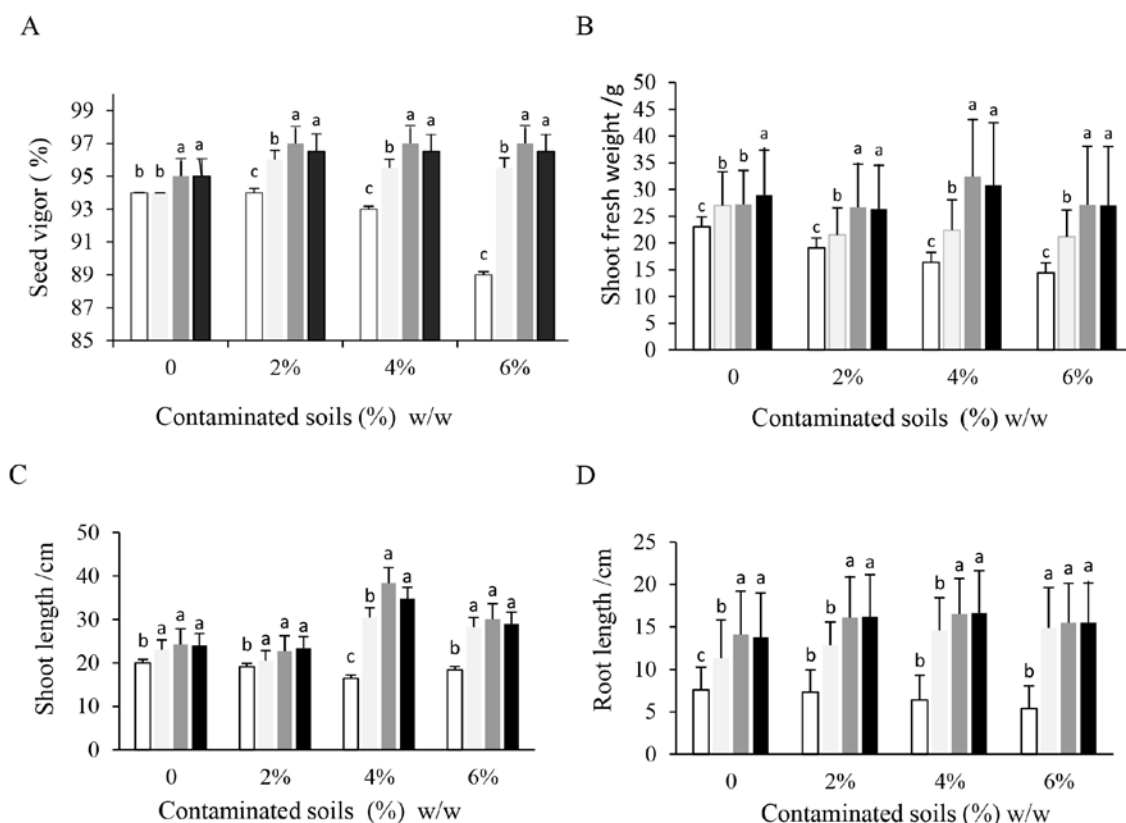 A
Seed vigor ( %)
99
97
95
93
91
89
87
85
b b a a
c b a a
c b a a
c b a a
0 2% 4% 6%
Contaminated soils (%) w/w
B
Shoot fresh weight /g
50
45
40
35
30
25
20
15
10
5
0
c b b a
c b a a
c b a a
c b a a
0 2% 4% 6%
Contaminated soils (%) w/w
C
Shoot length /cm
50
40
30
20
10
0
b a a a
b a a a
c b a a
b a a a
0 2% 4% 6%
Contaminated soils (%) w/w
D
Root length /cm
25
20
15
10
5
0
c b a a
b b a a
b b a a
b a a a
0 2% 4% 6%
Contaminated soils (%) w/w